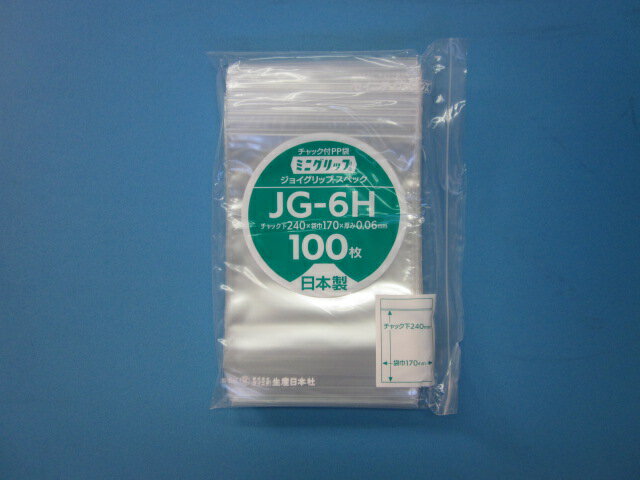 チャック付PP袋
ミニグリップ
ジョイグリップ・スペック
JG-6H
チャック下240×袋巾170×厚み0.06mm
100枚
日本製
チャック下240mm
袋巾170mm
生産日本社